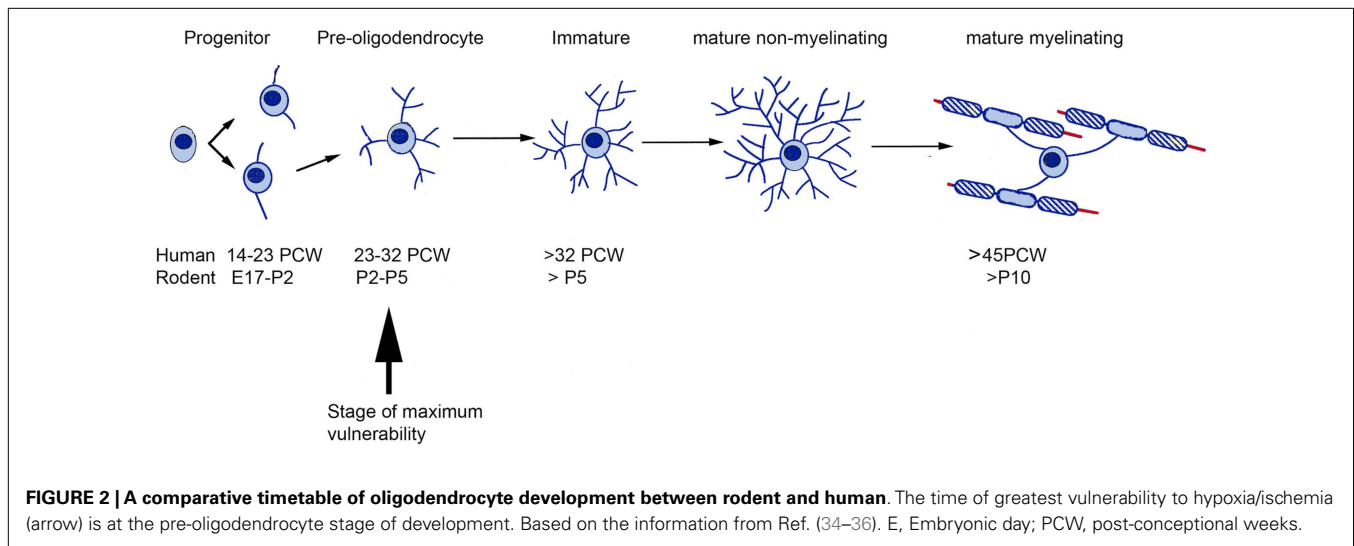 Progenitor Pre-oligodendrocyte Immature mature non-myelinating mature myelinating
Human 14-23 PCW 23-32 PCW >32 PCW >45PCW
Rodent E17-P2 P2-P5 > P5 >P10
Stage of maximum
vulnerability
FIGURE 2 | A comparative timetable of oligodendrocyte development between rodent and human. The time of greatest vulnerability to hypoxia/ischemia
(arrow) is at the pre-oligodendrocyte stage of development. Based on the information from Ref. (34–36). E, Embryonic day; PCW, post-conceptional weeks.